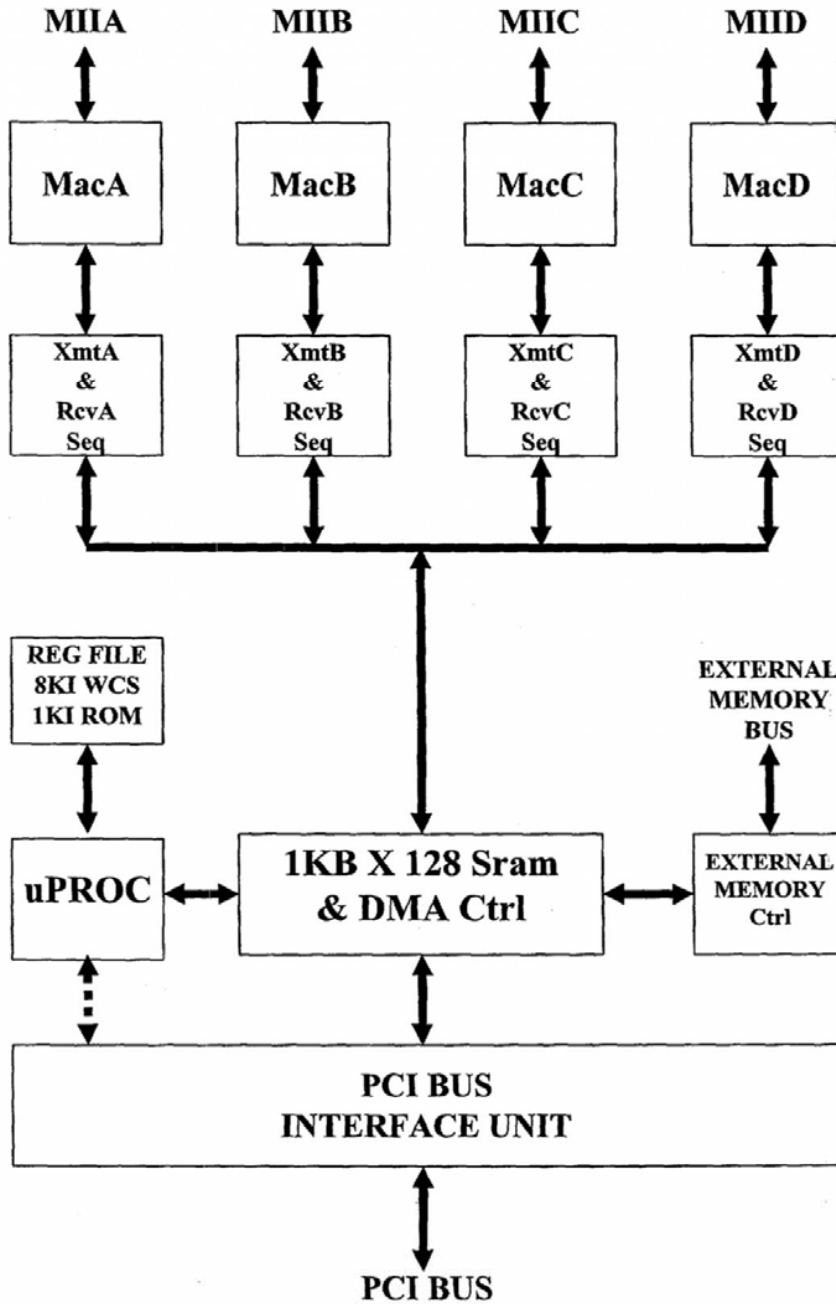 MIIA MIIB MIIC MIID
MacA MacB MacC MacD
XmtA
&
RcvA
Seq
XmtB
&
RcvB
Seq
XmtC
&
RcvC
Seq
XmtD
&
RcvD
Seq
REG FILE
8KI WCS
1KI ROM
EXTERNAL
MEMORY
BUS
uPROC
1KB X 128 Sram
& DMA Ctrl
EXTERNAL
MEMORY
Ctrl
PCI BUS
INTERFACE UNIT
PCI BUS